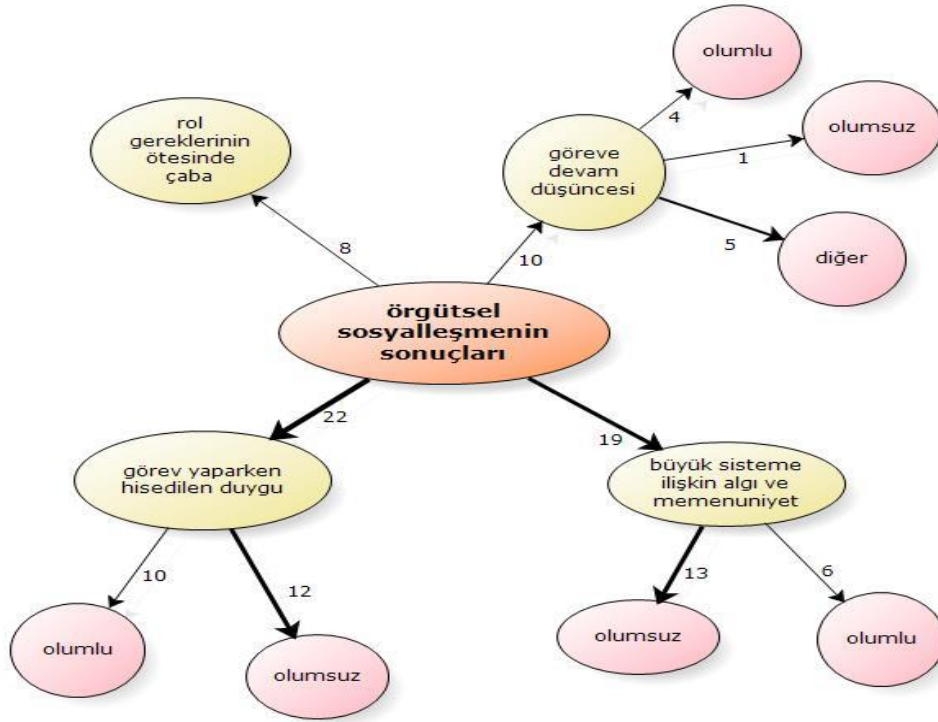 olumlu
4
olumsuz
1
göreve
devam
düşüncesi
5
diğer
10
rol
gereklerinin
ötesinde
çaba
8
örgütsel
sosyalleşmenin
sonuçları
22
19
görev yaparken
hisedilen duygu
10
12
olumlu
olumsuz
büyük sisteme
ilişkin algı ve
memenuniyet
13
6
olumsuz
olumlu